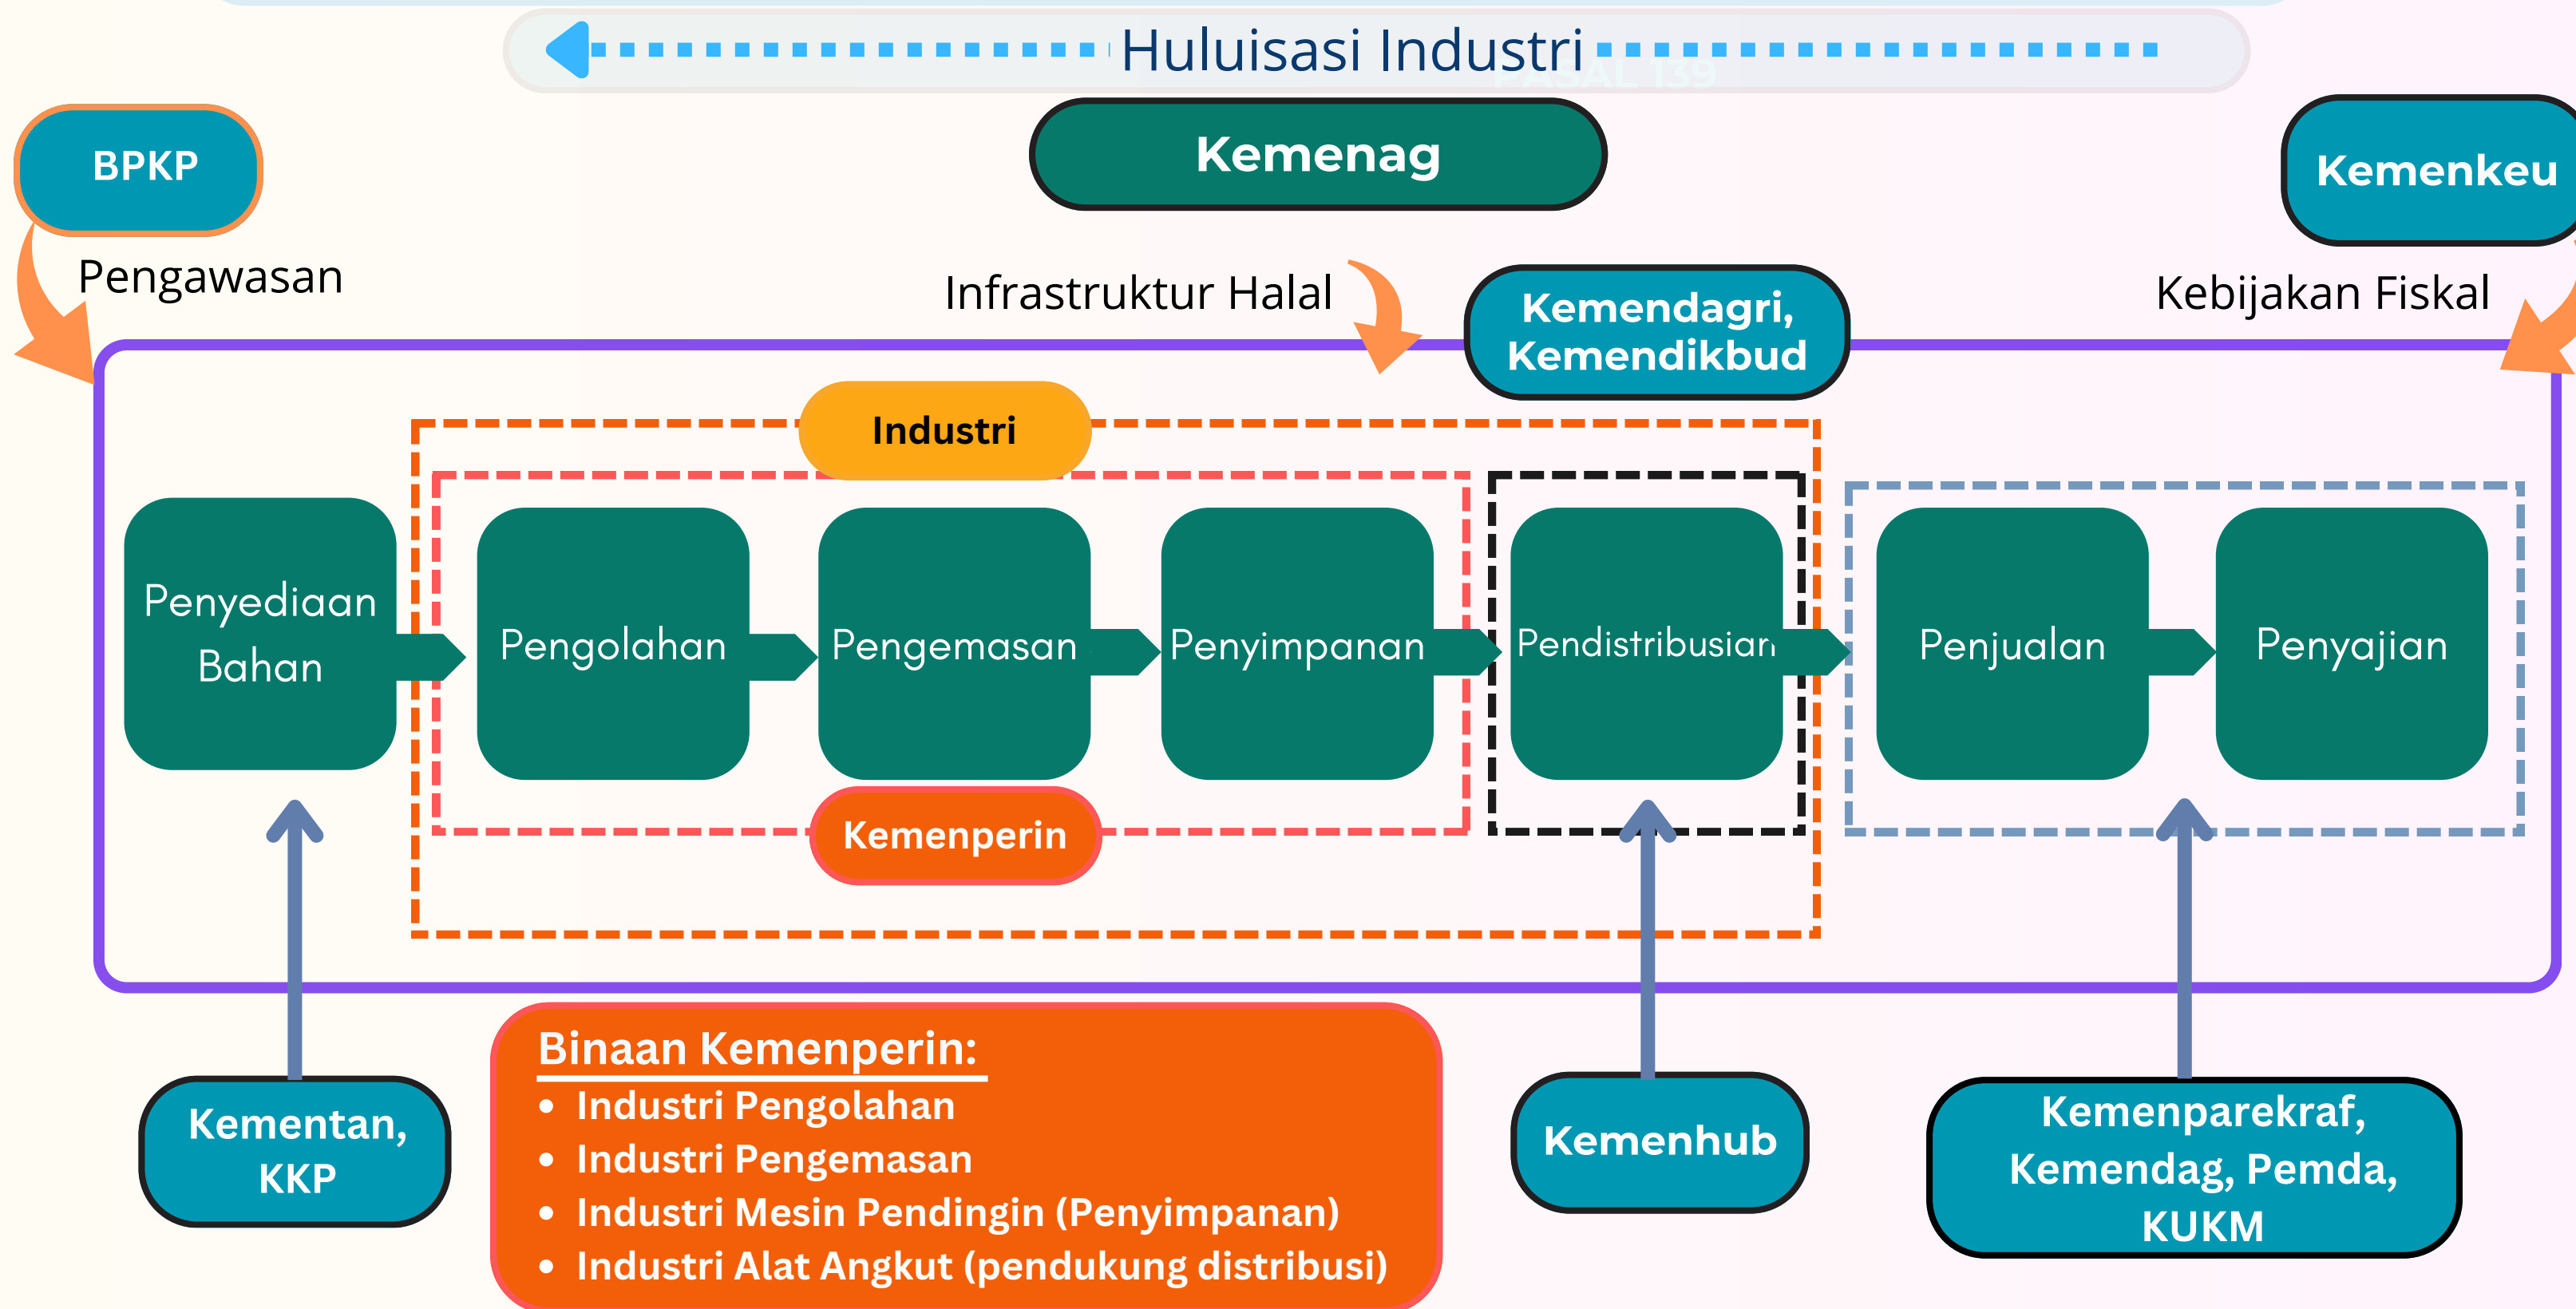 Huluisasi Industri
PASAL 139
BPKP
Kemenag
Kemenkeu
Pengawasan
Infrastruktur Halal
Kemendagri,
Kemendikbud
Kebijakan Fiskal
Industri
Penyediaan
Bahan
Pengolahan
Pengemasan
Penyimpanan
Pendistribusian
Penjualan
Penyajian
Kemenperin
Binaan Kemenperin:
• Industri Pengolahan
• Industri Pengemasan
• Industri Mesin Pendingin (Penyimpanan)
• Industri Alat Angkut (pendukung distribusi)
Kementan,
KKP
Kemenhub
Kemenparekraf,
Kemendag, Pemda,
KUKM